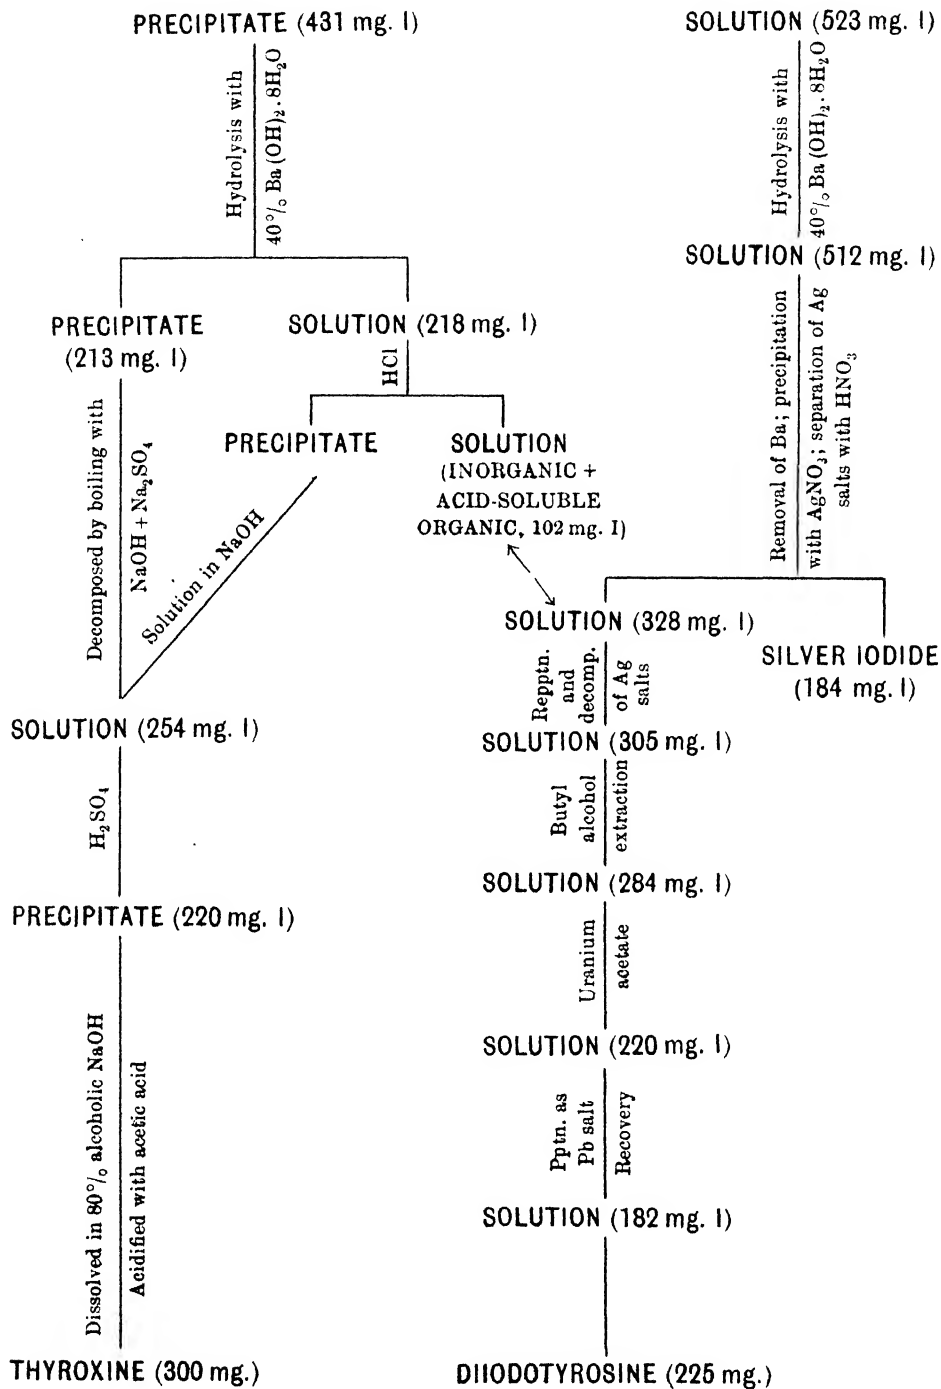 PRECIPITATE (431 mg. I)
Hydrolysis with
40% Ba(OH)₂.8H₂O
PRECIPITATE
(213 mg. I)
SOLUTION (218 mg. I)
HCl
PRECIPITATE
SOLUTION
(INORGANIC +
ACID-SOLUBLE
ORGANIC, 102 mg. I)
Decomposed by boiling with
NaOH + Na₂SO₄
Solution in NaOH
SOLUTION (254 mg. I)
H₂SO₄
PRECIPITATE (220 mg. I)
Dissolved in 80% alcoholic NaOH
Acidified with acetic acid
THYROXINE (300 mg.)
SOLUTION (523 mg. I)
Hydrolysis with
40% Ba(OH)₂.8H₂O
SOLUTION (512 mg. I)
Removal of Ba; precipitation
with AgNO₃; separation of Ag
salts with HNO₃
SOLUTION (328 mg. I)
SILVER IODIDE
(184 mg. I)
Repptn.
and
decomp.
of Ag
salts
SOLUTION (305 mg. I)
Butyl
alcohol
extraction
SOLUTION (284 mg. I)
Uranium
acetate
SOLUTION (220 mg. I)
Pptn. as
Pb salt
Recovery
SOLUTION (182 mg. I)
DIIODOTYROSINE (225 mg.)